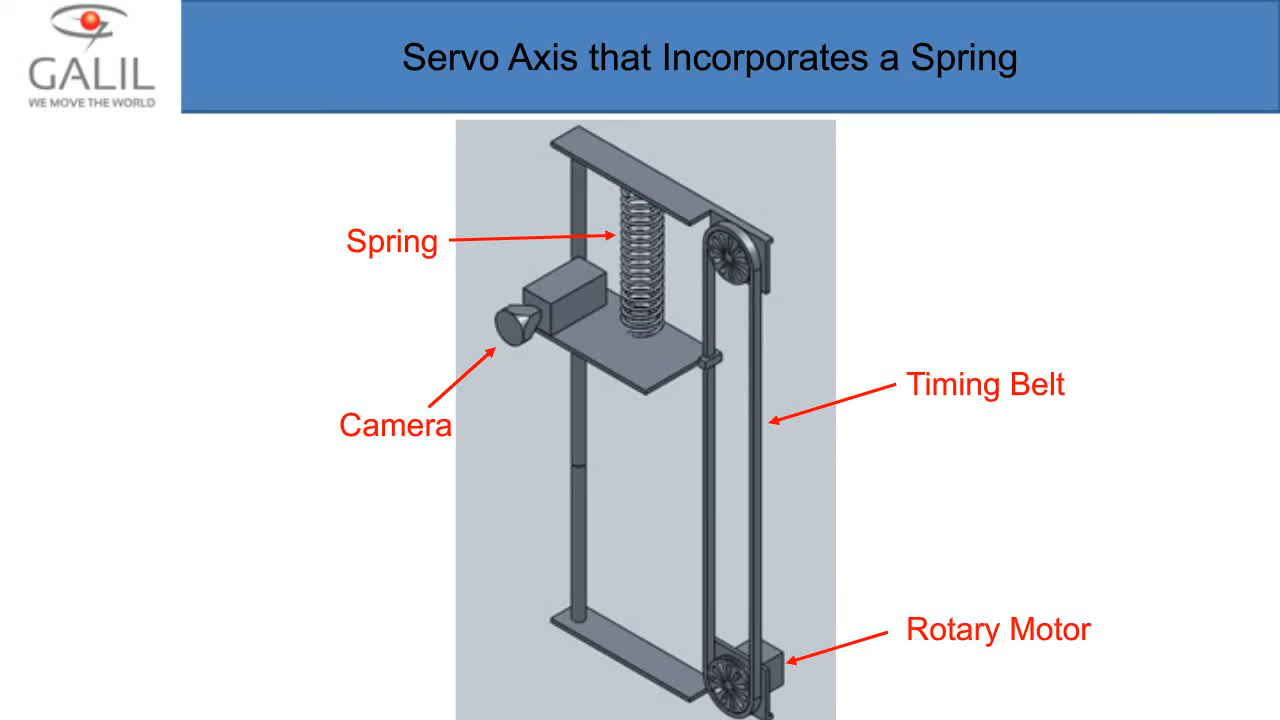 GALIL
WE MOVE THE WORLD
Servo Axis that Incorporates a Spring
Spring
Camera
Timing Belt
Rotary Motor